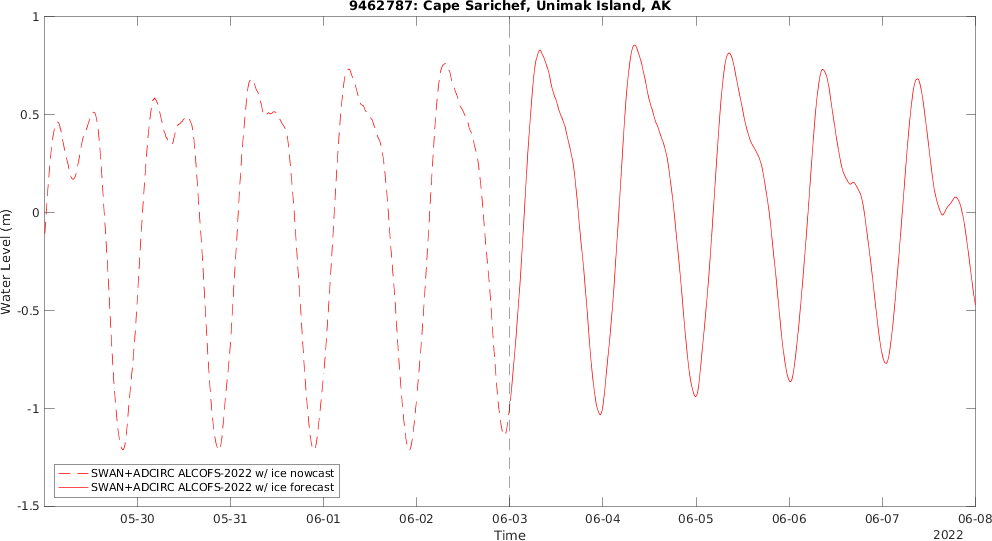 9462787: Cape Sarichef, Unimak Island, AK
Water Level (m)
1
0.5
0
-0.5
-1
-1.5
SWAN+ADCIRC ALCOFS-2022 w/ ice nowcast
SWAN+ADCIRC ALCOFS-2022 w/ ice forecast
05-30 05-31 06-01 06-02 06-03 06-04 06-05 06-06 06-07 06-08
Time
2022